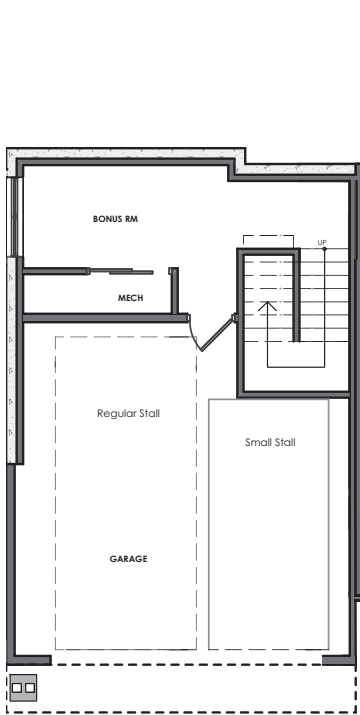 BONUS RM
UP
MECH
Regular Stall
Small Stall
GARAGE